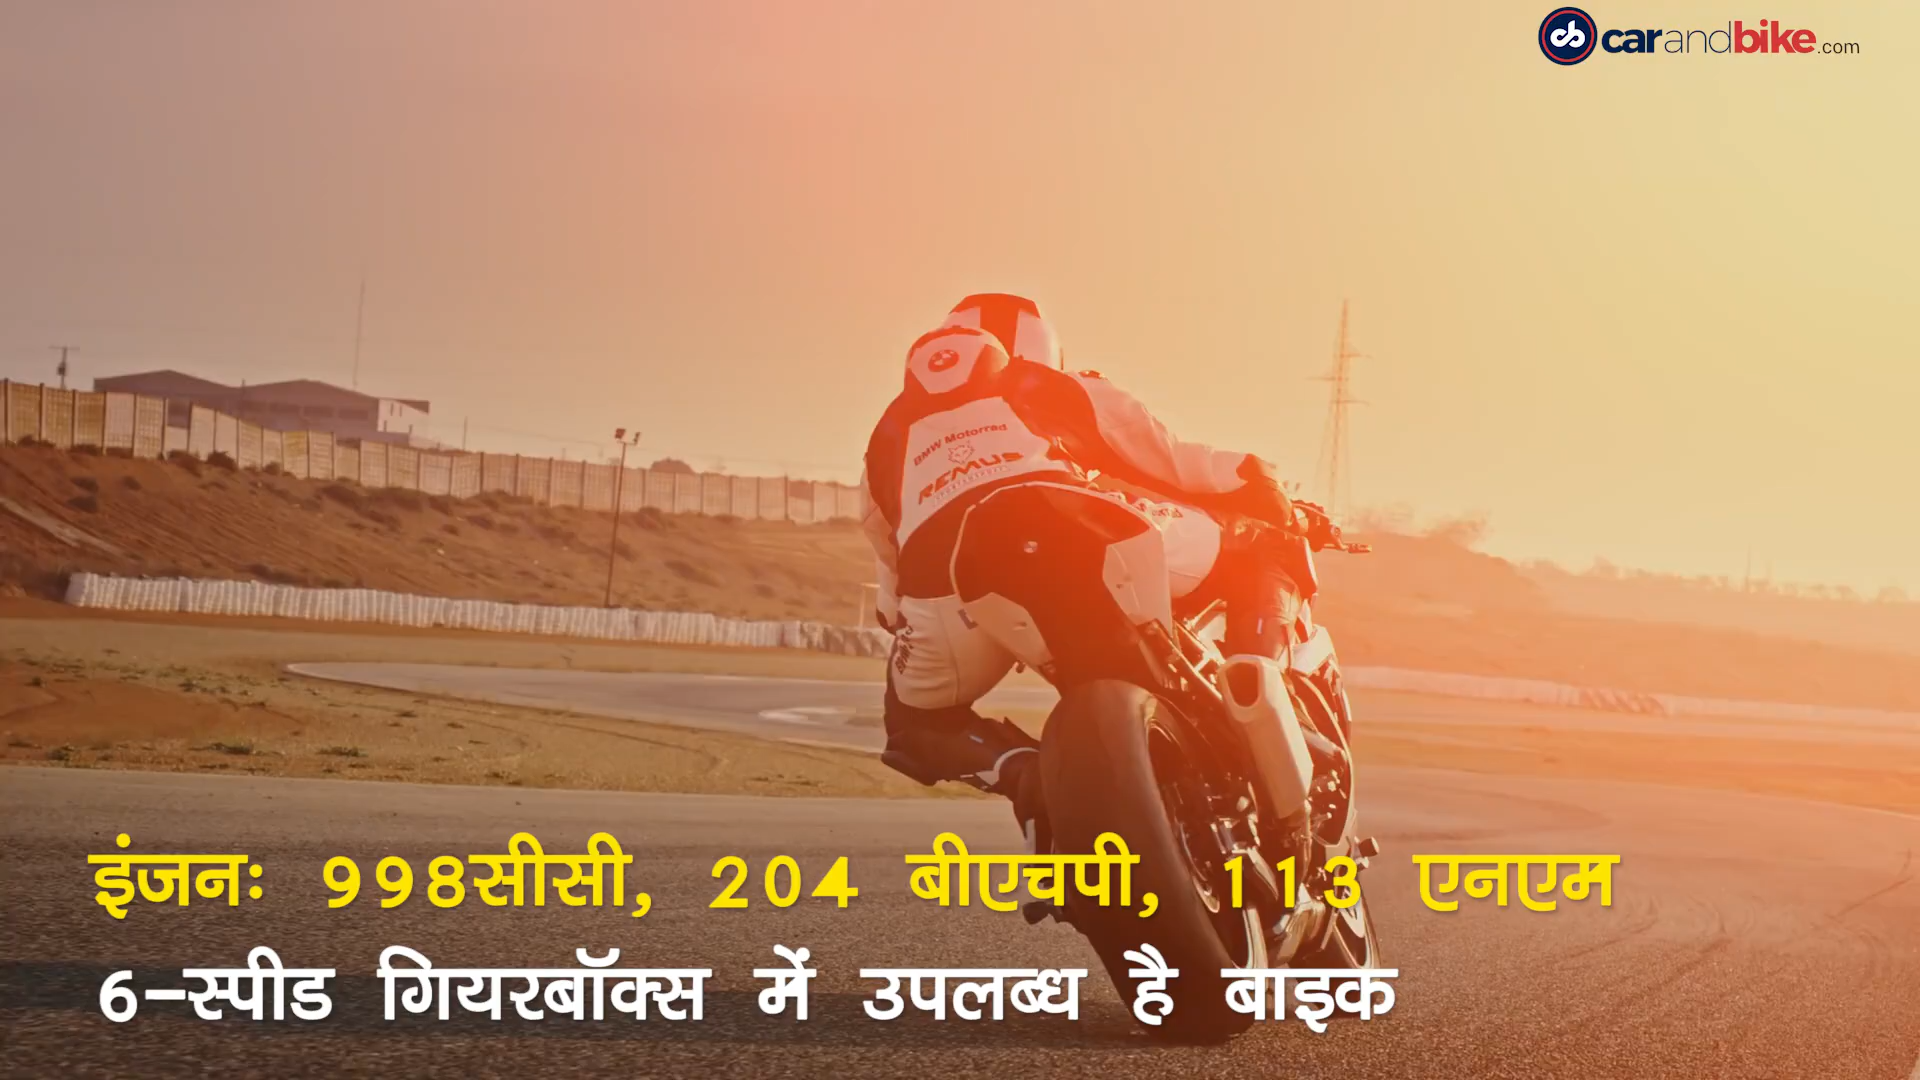 carandbike.com
BMW Motorrad
REMUS
इंजनः 998सीसी, 204 बीएचपी, 113 एनएम
6-स्पीड गियरबॉक्स में उपलब्ध है बाइक